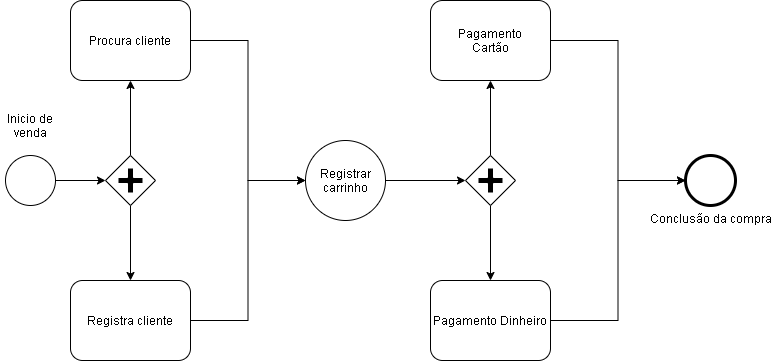 Procura cliente
Pagamento
Cartão
Inicio de
venda
Registrar
carrinho
Conclusão da compra
Registra cliente
Pagamento Dinheiro